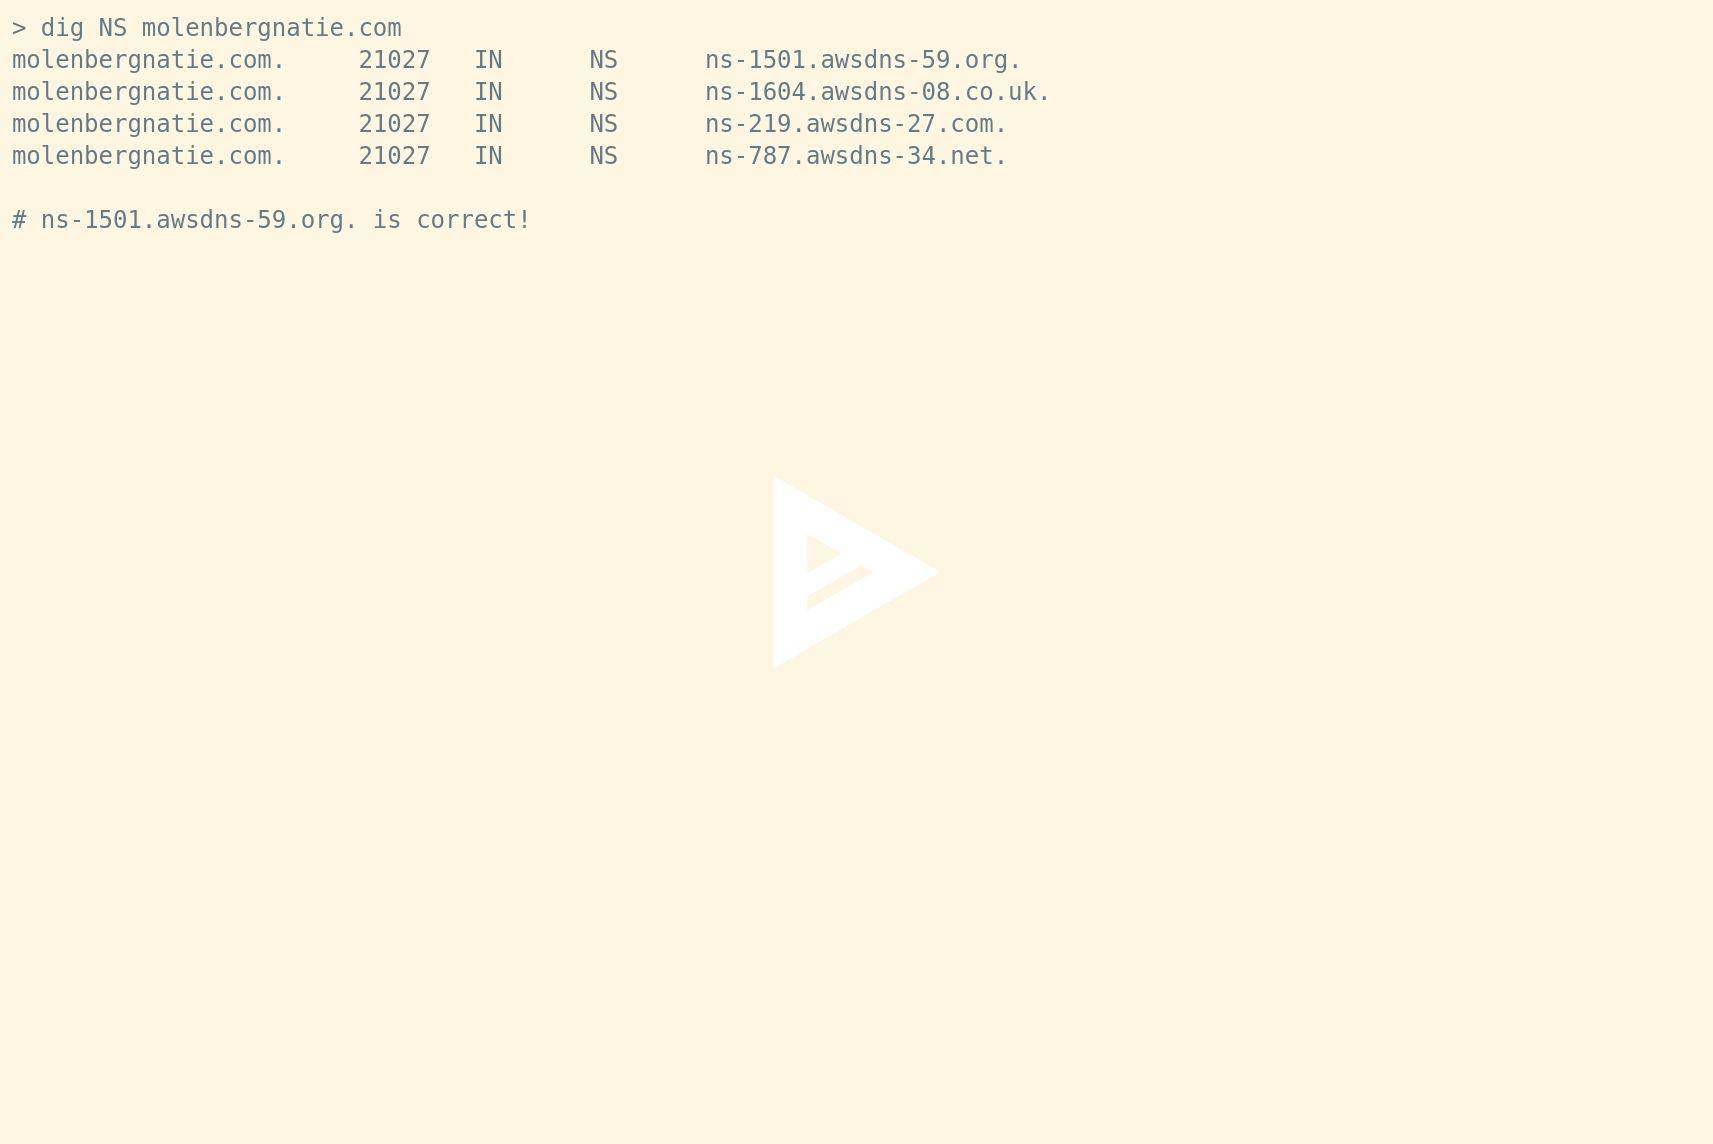 > dig NS molenbergnatie.com
molenbergnatie.com.     21027   IN      NS      ns-1501.awsdns-59.org.
molenbergnatie.com.     21027   IN      NS      ns-1604.awsdns-08.co.uk.
molenbergnatie.com.     21027   IN      NS      ns-219.awsdns-27.com.
molenbergnatie.com.     21027   IN      NS      ns-787.awsdns-34.net.

# ns-1501.awsdns-59.org. is correct!